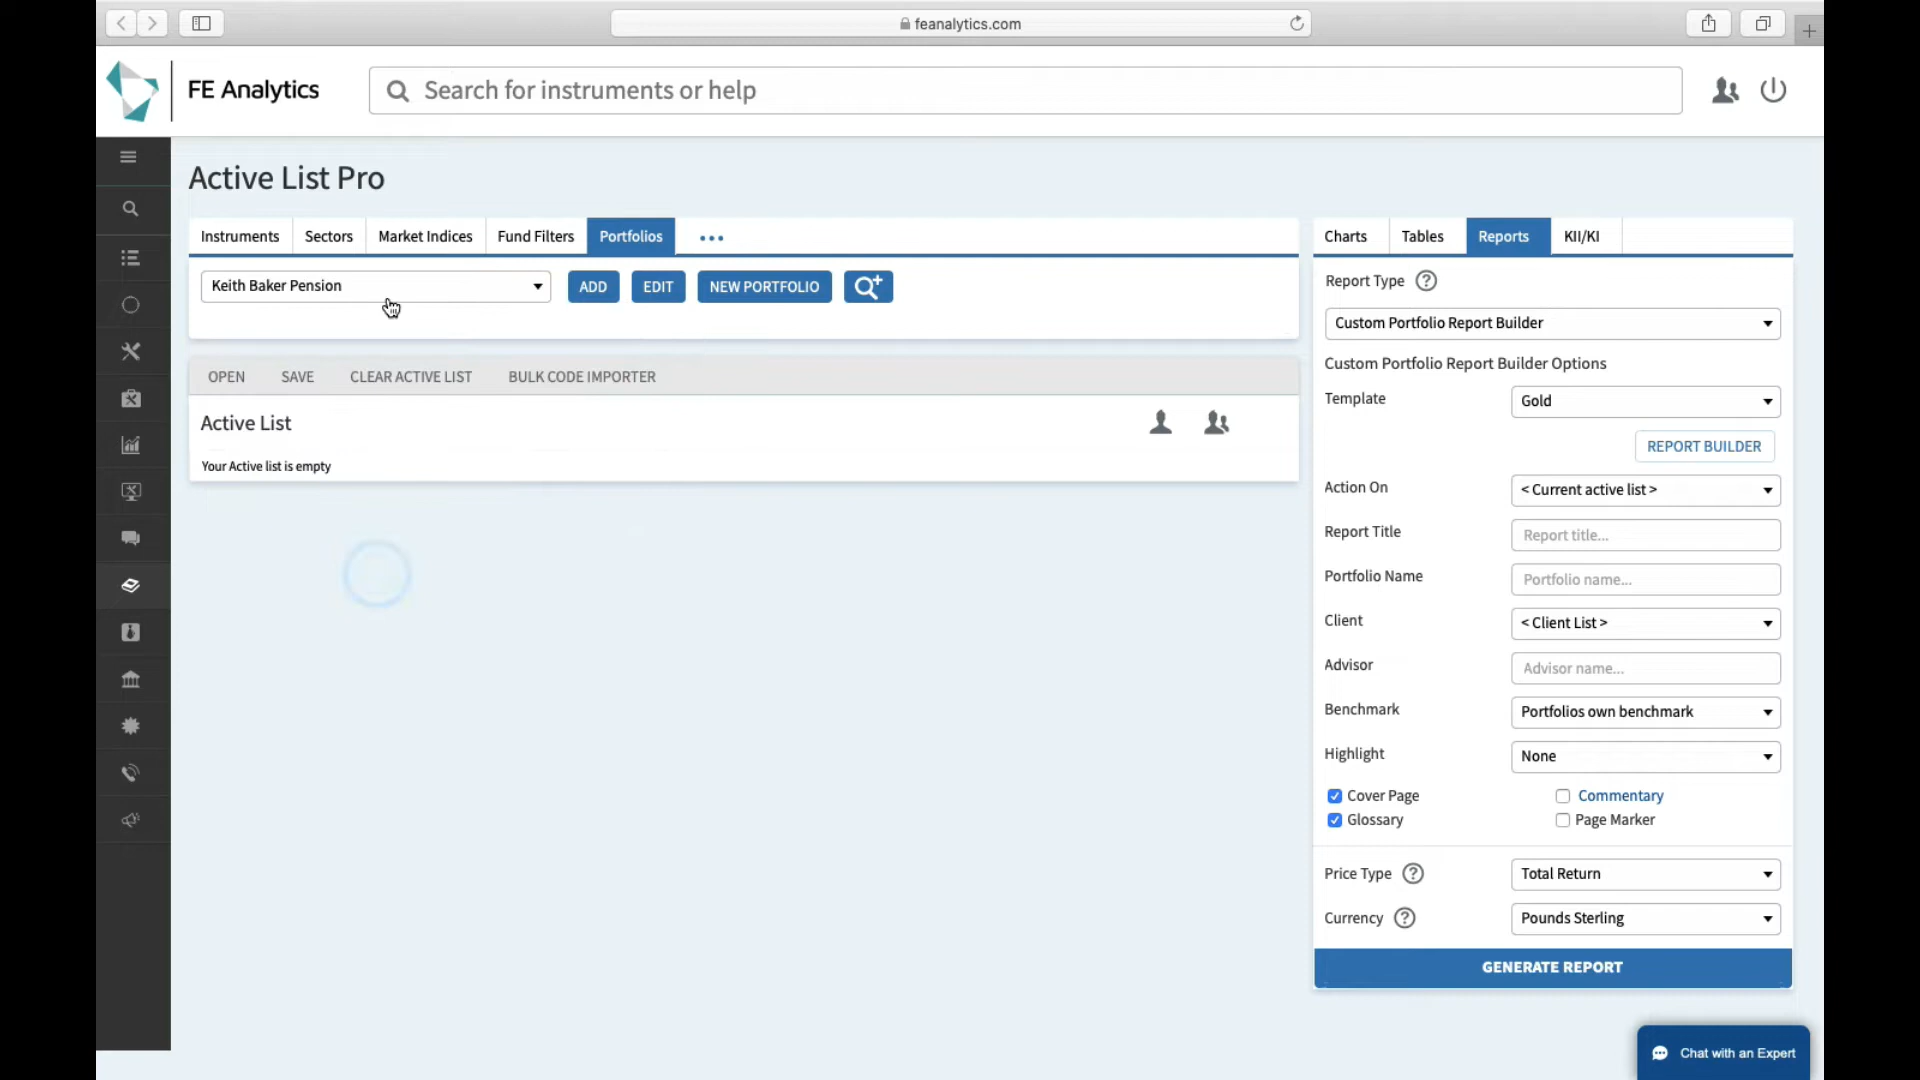 feanalytics.com
FE Analytics
Search for instruments or help
Active List Pro
Instruments Sectors Market Indices Fund Filters Portfolios
Keith Baker Pension ADD EDIT NEW PORTFOLIO
OPEN SAVE CLEAR ACTIVE LIST BULK CODE IMPORTER
Active List
Your Active list is empty
Charts Tables Reports KII/KI
Report Type ?
Custom Portfolio Report Builder
Custom Portfolio Report Builder Options
Template Gold
REPORT BUILDER
Action On < Current active list >
Report Title Report title...
Portfolio Name Portfolio name...
Client < Client List >
Advisor Advisor name...
Benchmark Portfolios own benchmark
Highlight None
Cover Page Commentary
Glossary Page Marker
Price Type ? Total Return
Currency ? Pounds Sterling
GENERATE REPORT
Chat with an Expert